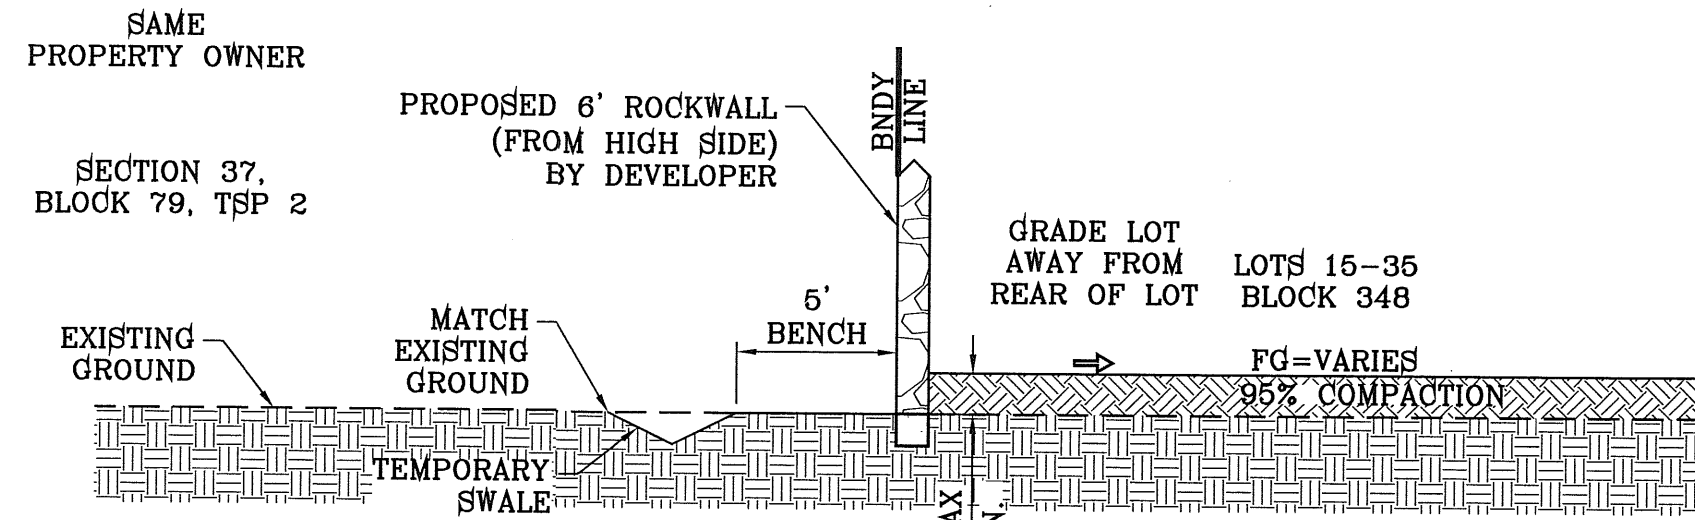 SAME
PROPERTY OWNER
SECTION 37,
BLOCK 79, TSP 2
PROPOSED 6' ROCKWALL
(FROM HIGH SIDE)
BY DEVELOPER
BNDY
LINE
GRADE LOT
AWAY FROM
REAR OF LOT
LOTS 15-35
BLOCK 348
5'
BENCH
MATCH
EXISTING
GROUND
EXISTING
GROUND
FG=VARIES
95% COMPACTION
TEMPORARY
SWALE